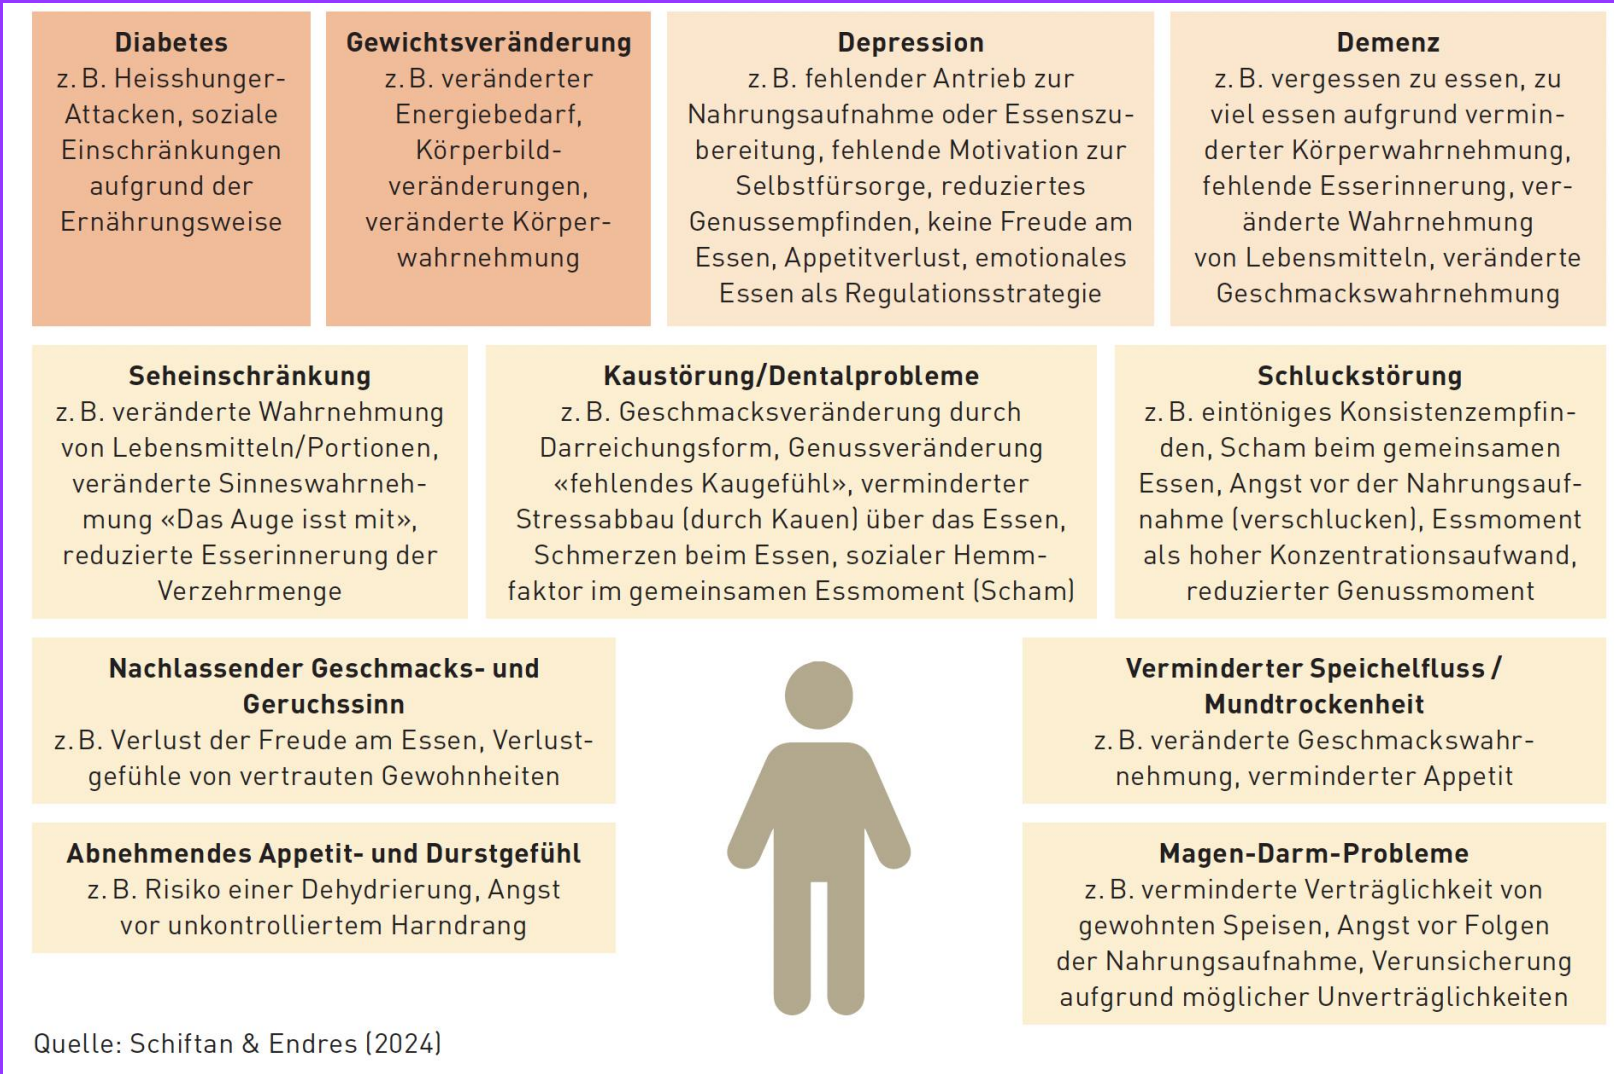 Diabetes
z. B. Heisshunger-
Attacken, soziale
Einschränkungen
aufgrund der
Ernährungsweise
Gewichtsveränderung
z. B. veränderter
Energiebedarf,
Körperbild-
veränderungen,
veränderte Körper-
wahrnehmung
Depression
z. B. fehlender Antrieb zur
Nahrungsaufnahme oder Essenszu-
bereitung, fehlende Motivation zur
Selbstfürsorge, reduziertes
Genussempfinden, keine Freude am
Essen, Appetitverlust, emotionales
Essen als Regulationsstrategie
Demenz
z. B. vergessen zu essen, zu
viel essen aufgrund vermin-
derter Körperwahrnehmung,
fehlende Esserinnerung, ver-
änderte Wahrnehmung
von Lebensmitteln, veränderte
Geschmackswahrnehmung
Seheinschränkung
z. B. veränderte Wahrnehmung
von Lebensmitteln/Portionen,
veränderte Sinneswahrneh-
mung «Das Auge isst mit»,
reduzierte Esserinnerung der
Verzehrmenge
Kaustörung/Dentalprobleme
z. B. Geschmacksveränderung durch
Darreichungsform, Genussveränderung
«fehlendes Kaugefühl», verminderter
Stressabbau (durch Kauen) über das Essen,
Schmerzen beim Essen, sozialer Hemm-
faktor im gemeinsamen Essmoment (Scham)
Schluckstörung
z. B. eintöniges Konsistenzempfin-
den, Scham beim gemeinsamen
Essen, Angst vor der Nahrungsauf-
nahme (verschlucken), Essmoment
als hoher Konzentrationsaufwand,
reduzierter Genussmoment
Nachlassender Geschmacks- und
Geruchssinn
z. B. Verlust der Freude am Essen, Verlust-
gefühle von vertrauten Gewohnheiten
Verminderter Speichelfluss /
Mundtrockenheit
z. B. veränderte Geschmackswahr-
nehmung, verminderter Appetit
Abnehmendes Appetit- und Durstgefühl
z. B. Risiko einer Dehydrierung, Angst
vor unkontrolliertem Harndrang
Magen-Darm-Probleme
z. B. verminderte Verträglichkeit von
gewohnten Speisen, Angst vor Folgen
der Nahrungsaufnahme, Verunsicherung
aufgrund möglicher Unverträglichkeiten
Quelle: Schiftan & Endres (2024)